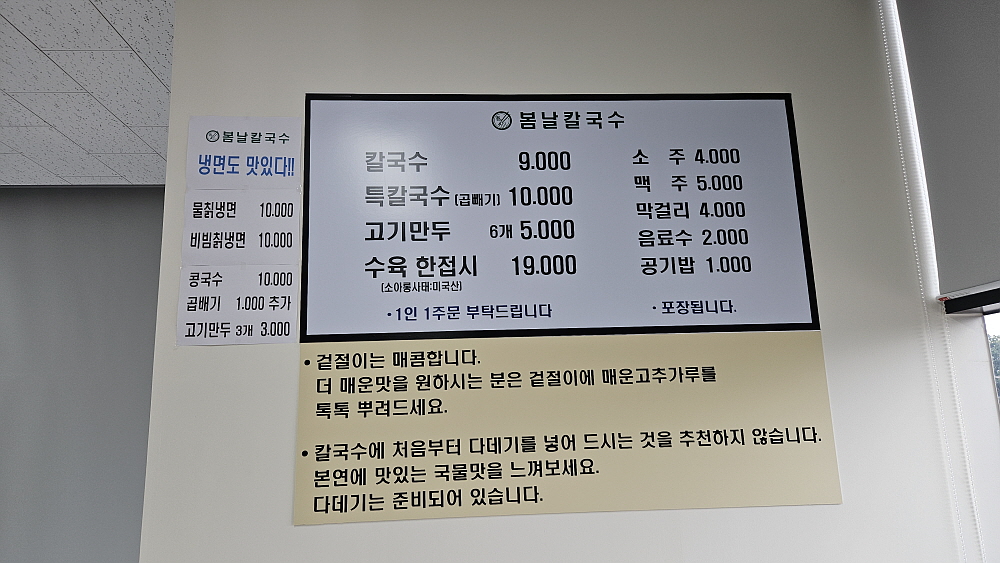 봄날칼국수
냉면도 맛있다!!
물칡냉면 10.000
비빔칡냉면 10.000
콩국수 10.000
곱빼기 1.000 추가
고기만두 3개 3.000
봄날칼국수
칼국수 9.000
특칼국수 (곱빼기) 10.000
고기만두 6개 5.000
수육 한접시 19.000
(소아롱사태:미국산)
•1인 1주문 부탁드립니다
소 주 4.000
맥 주 5.000
막걸리 4.000
음료수 2.000
공기밥 1.000
•포장됩니다.
• 겉절이는 매콤합니다.
더 매운맛을 원하시는 분은 겉절이에 매운고추가루를
톡톡 뿌려드세요.
• 칼국수에 처음부터 다데기를 넣어 드시는 것을 추천하지 않습니다.
본연에 맛있는 국물맛을 느껴보세요.
다데기는 준비되어 있습니다.